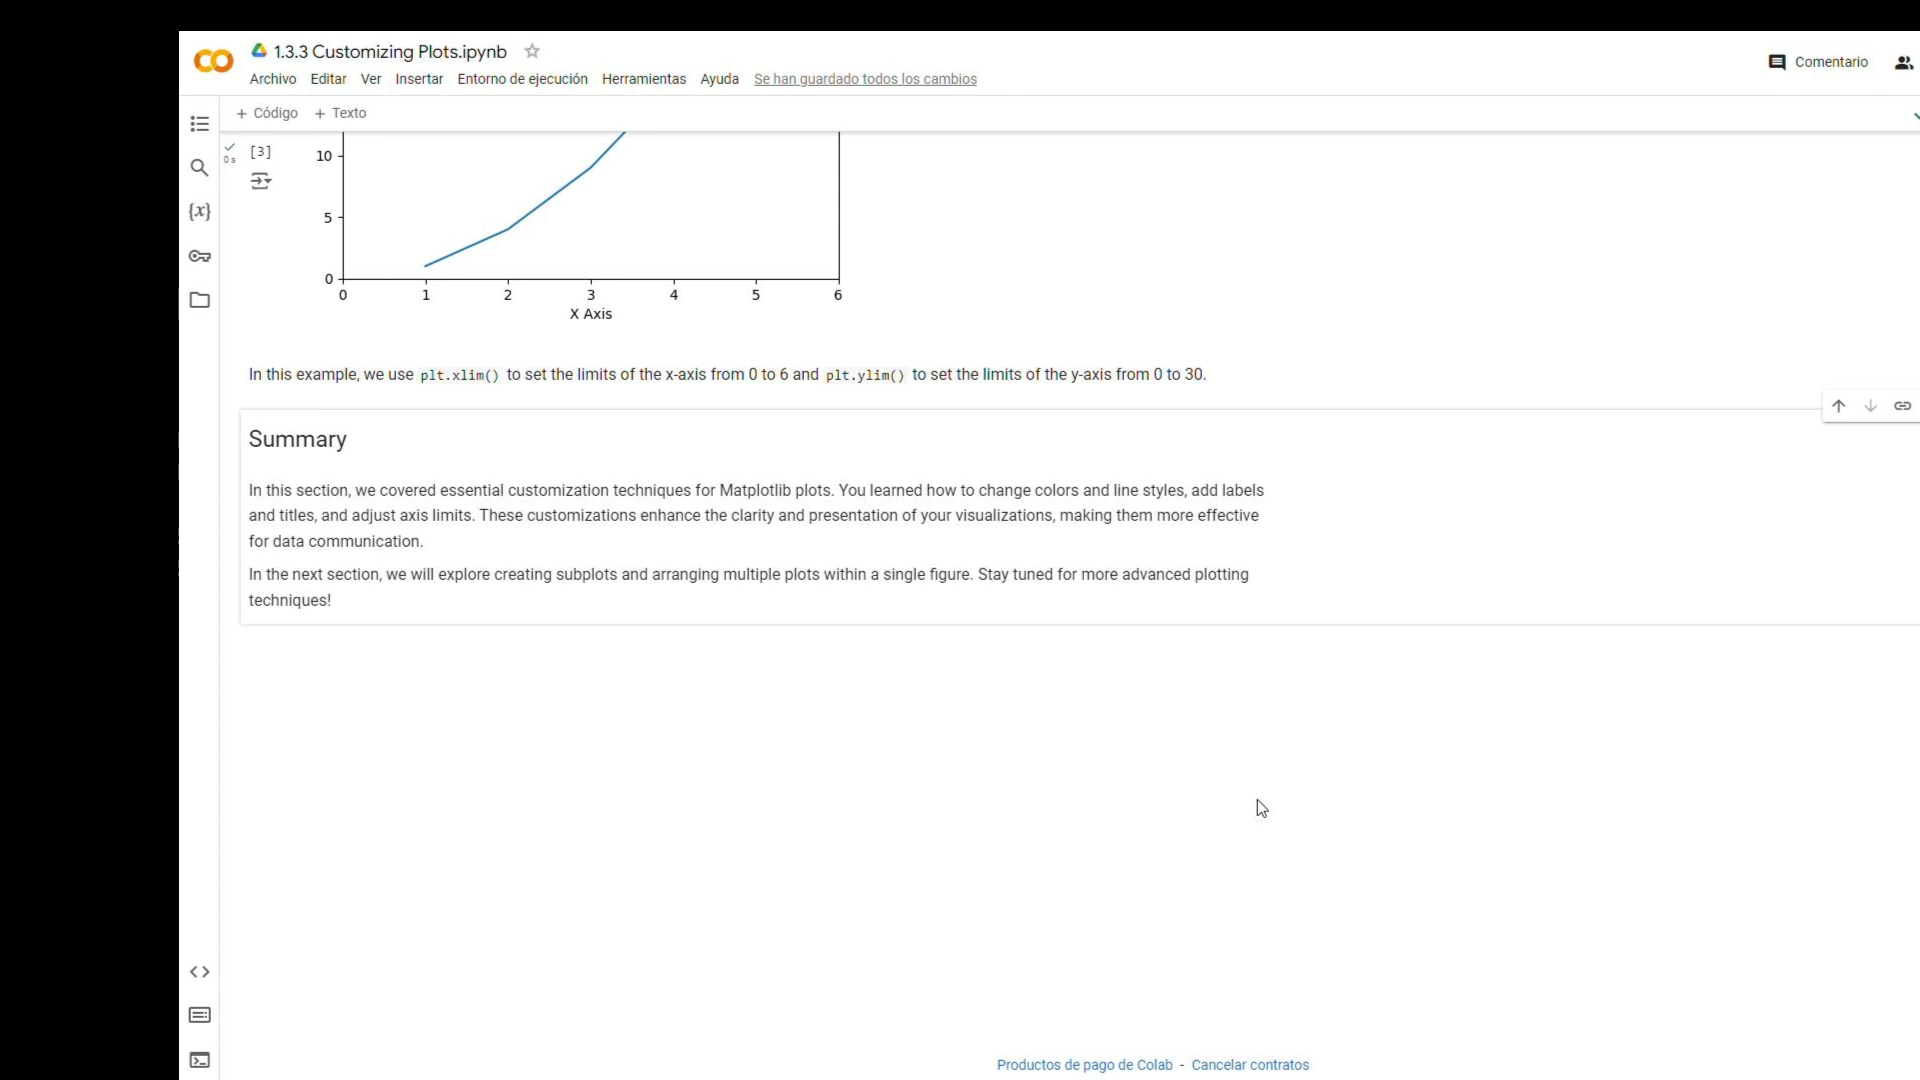 1.3.3 Customizing Plots.ipynb
Comentario
Archivo Editar Ver Insertar Entorno de ejecución Herramientas Ayuda Se han guardado todos los cambios
+ Código + Texto
[3]
0 s
10
5
0
0 1 2 3 4 5 6
X Axis
In this example, we use plt.xlim() to set the limits of the x-axis from 0 to 6 and plt.ylim() to set the limits of the y-axis from 0 to 30.
Summary
In this section, we covered essential customization techniques for Matplotlib plots. You learned how to change colors and line styles, add labels
and titles, and adjust axis limits. These customizations enhance the clarity and presentation of your visualizations, making them more effective
for data communication.
In the next section, we will explore creating subplots and arranging multiple plots within a single figure. Stay tuned for more advanced plotting
techniques!
Productos de pago de Colab - Cancelar contratos